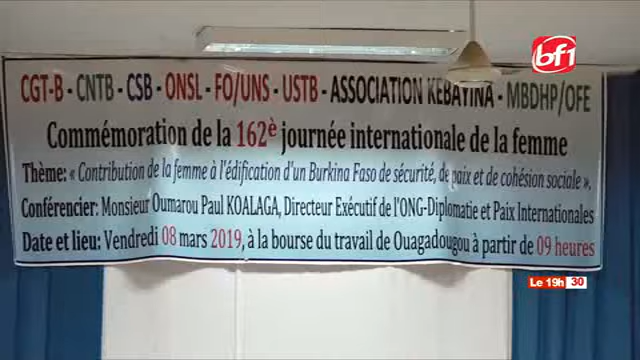 bf1
CGT-B - CNTB - CSB - ONSL - FO/UNS - USTB - ASSOCIATION KEBAYINA - MBDHP/OFE
Commémoration de la 162è journée internationale de la femme
Thème: « Contribution de la femme à l'édification d'un Burkina Faso de sécurité, de paix et de cohésion sociale ».
Conférencier: Monsieur Oumarou Paul KOALAGA, Directeur Exécutif de l'ONG-Diplomatie et Paix Internationales
Date et lieu: Vendredi 08 mars 2019, à la bourse du travail de Ouagadougou à partir de 09 heures
Le 19h 30